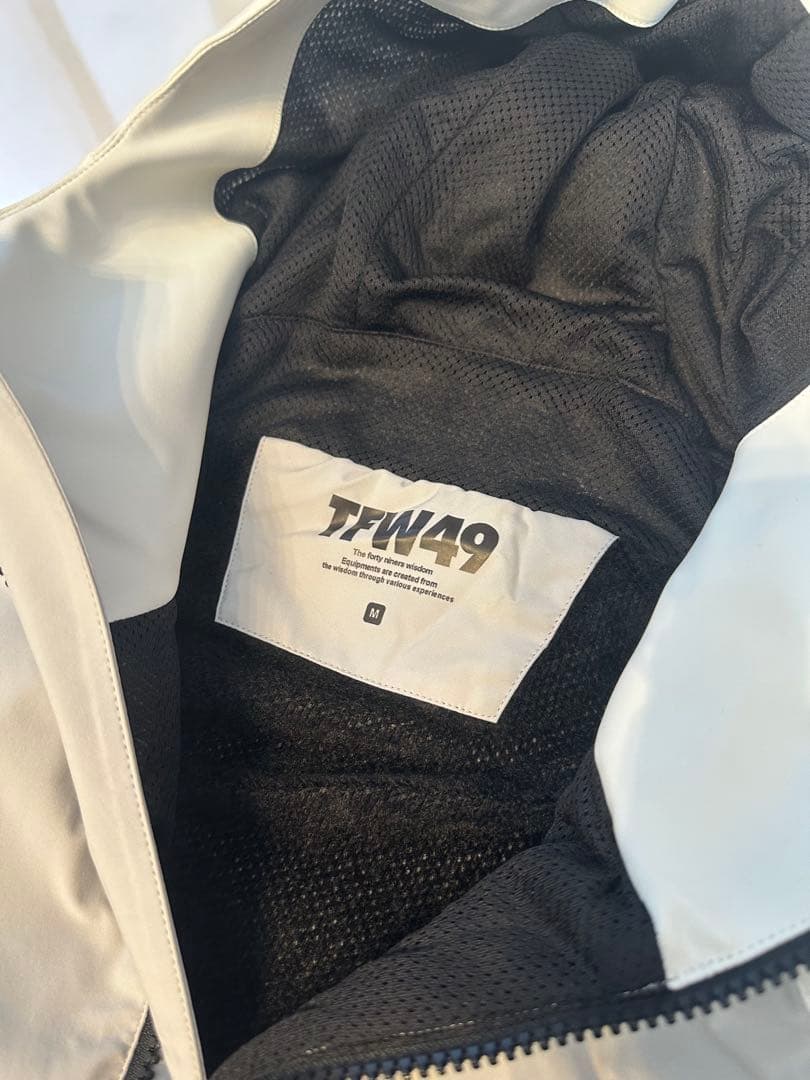 TFW49
The forty niners wisdom
Equipments are created from
the wisdom through various experiences
M